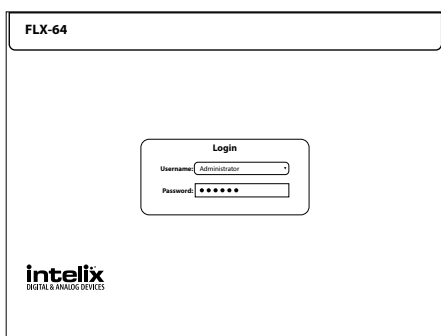 FLX-64
Login
Username: Administrator
Password: ●●●●●●
intelix
DIGITAL & ANALOG DEVICES